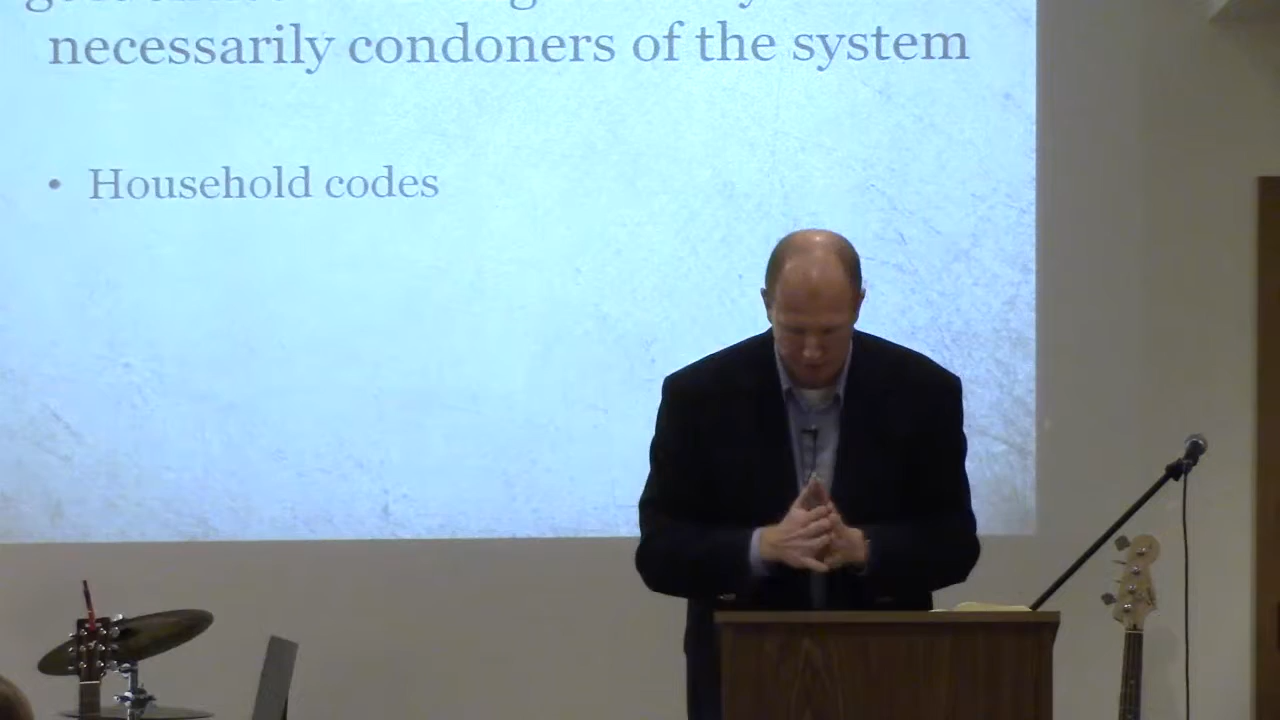 necessarily condoners of the system
• Household codes